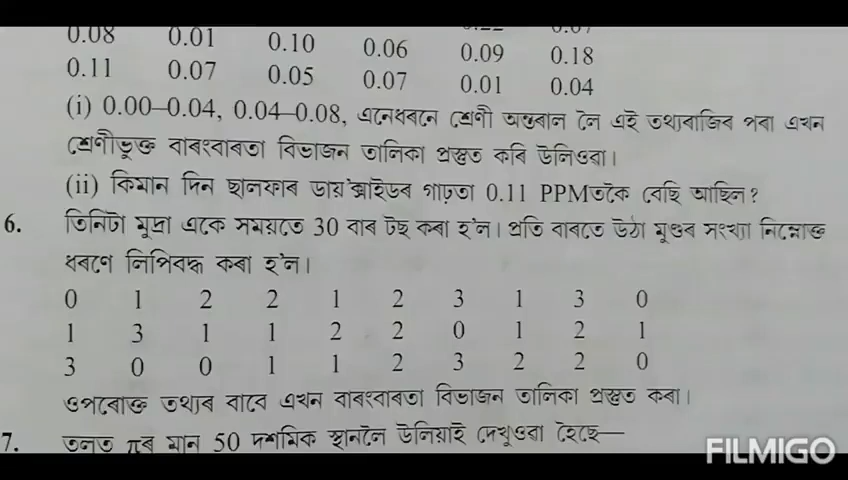 0.08 0.01 0.10 0.06 0.09 0.18
0.11 0.07 0.05 0.07 0.01 0.04
(i) 0.00–0.04, 0.04–0.08, এনেধৰনে শ্ৰেণী অন্তৰাল লৈ এই তথ্যৰাজিৰ পৰা এখন
শ্ৰেণীভুক্ত বাৰংবাৰতা বিভাজন তালিকা প্ৰস্তুত কৰি উলিওৱা।
(ii) কিমান দিন ছালফাৰ ডায়'ক্সাইডৰ গাঢ়তা 0.11 PPMতকৈ বেছি আছিল?
6. তিনিটা মুদ্ৰা একে সময়তে 30 বাৰ টছ্ কৰা হ'ল। প্ৰতি বাৰতে উঠা মুণ্ডৰ সংখ্যা নিম্নোক্ত
ধৰণে লিপিবদ্ধ কৰা হ'ল।
0 1 2 2 1 2 3 1 3 0
1 3 1 1 2 2 0 1 2 1
3 0 0 1 1 2 3 2 2 0
ওপৰোক্ত তথ্যৰ বাবে এখন বাৰংবাৰতা বিভাজন তালিকা প্ৰস্তুত কৰা।
7. তলত πৰ মান 50 দশমিক স্থানলৈ উলিয়াই দেখুওৱা হৈছে—
FILMIGO